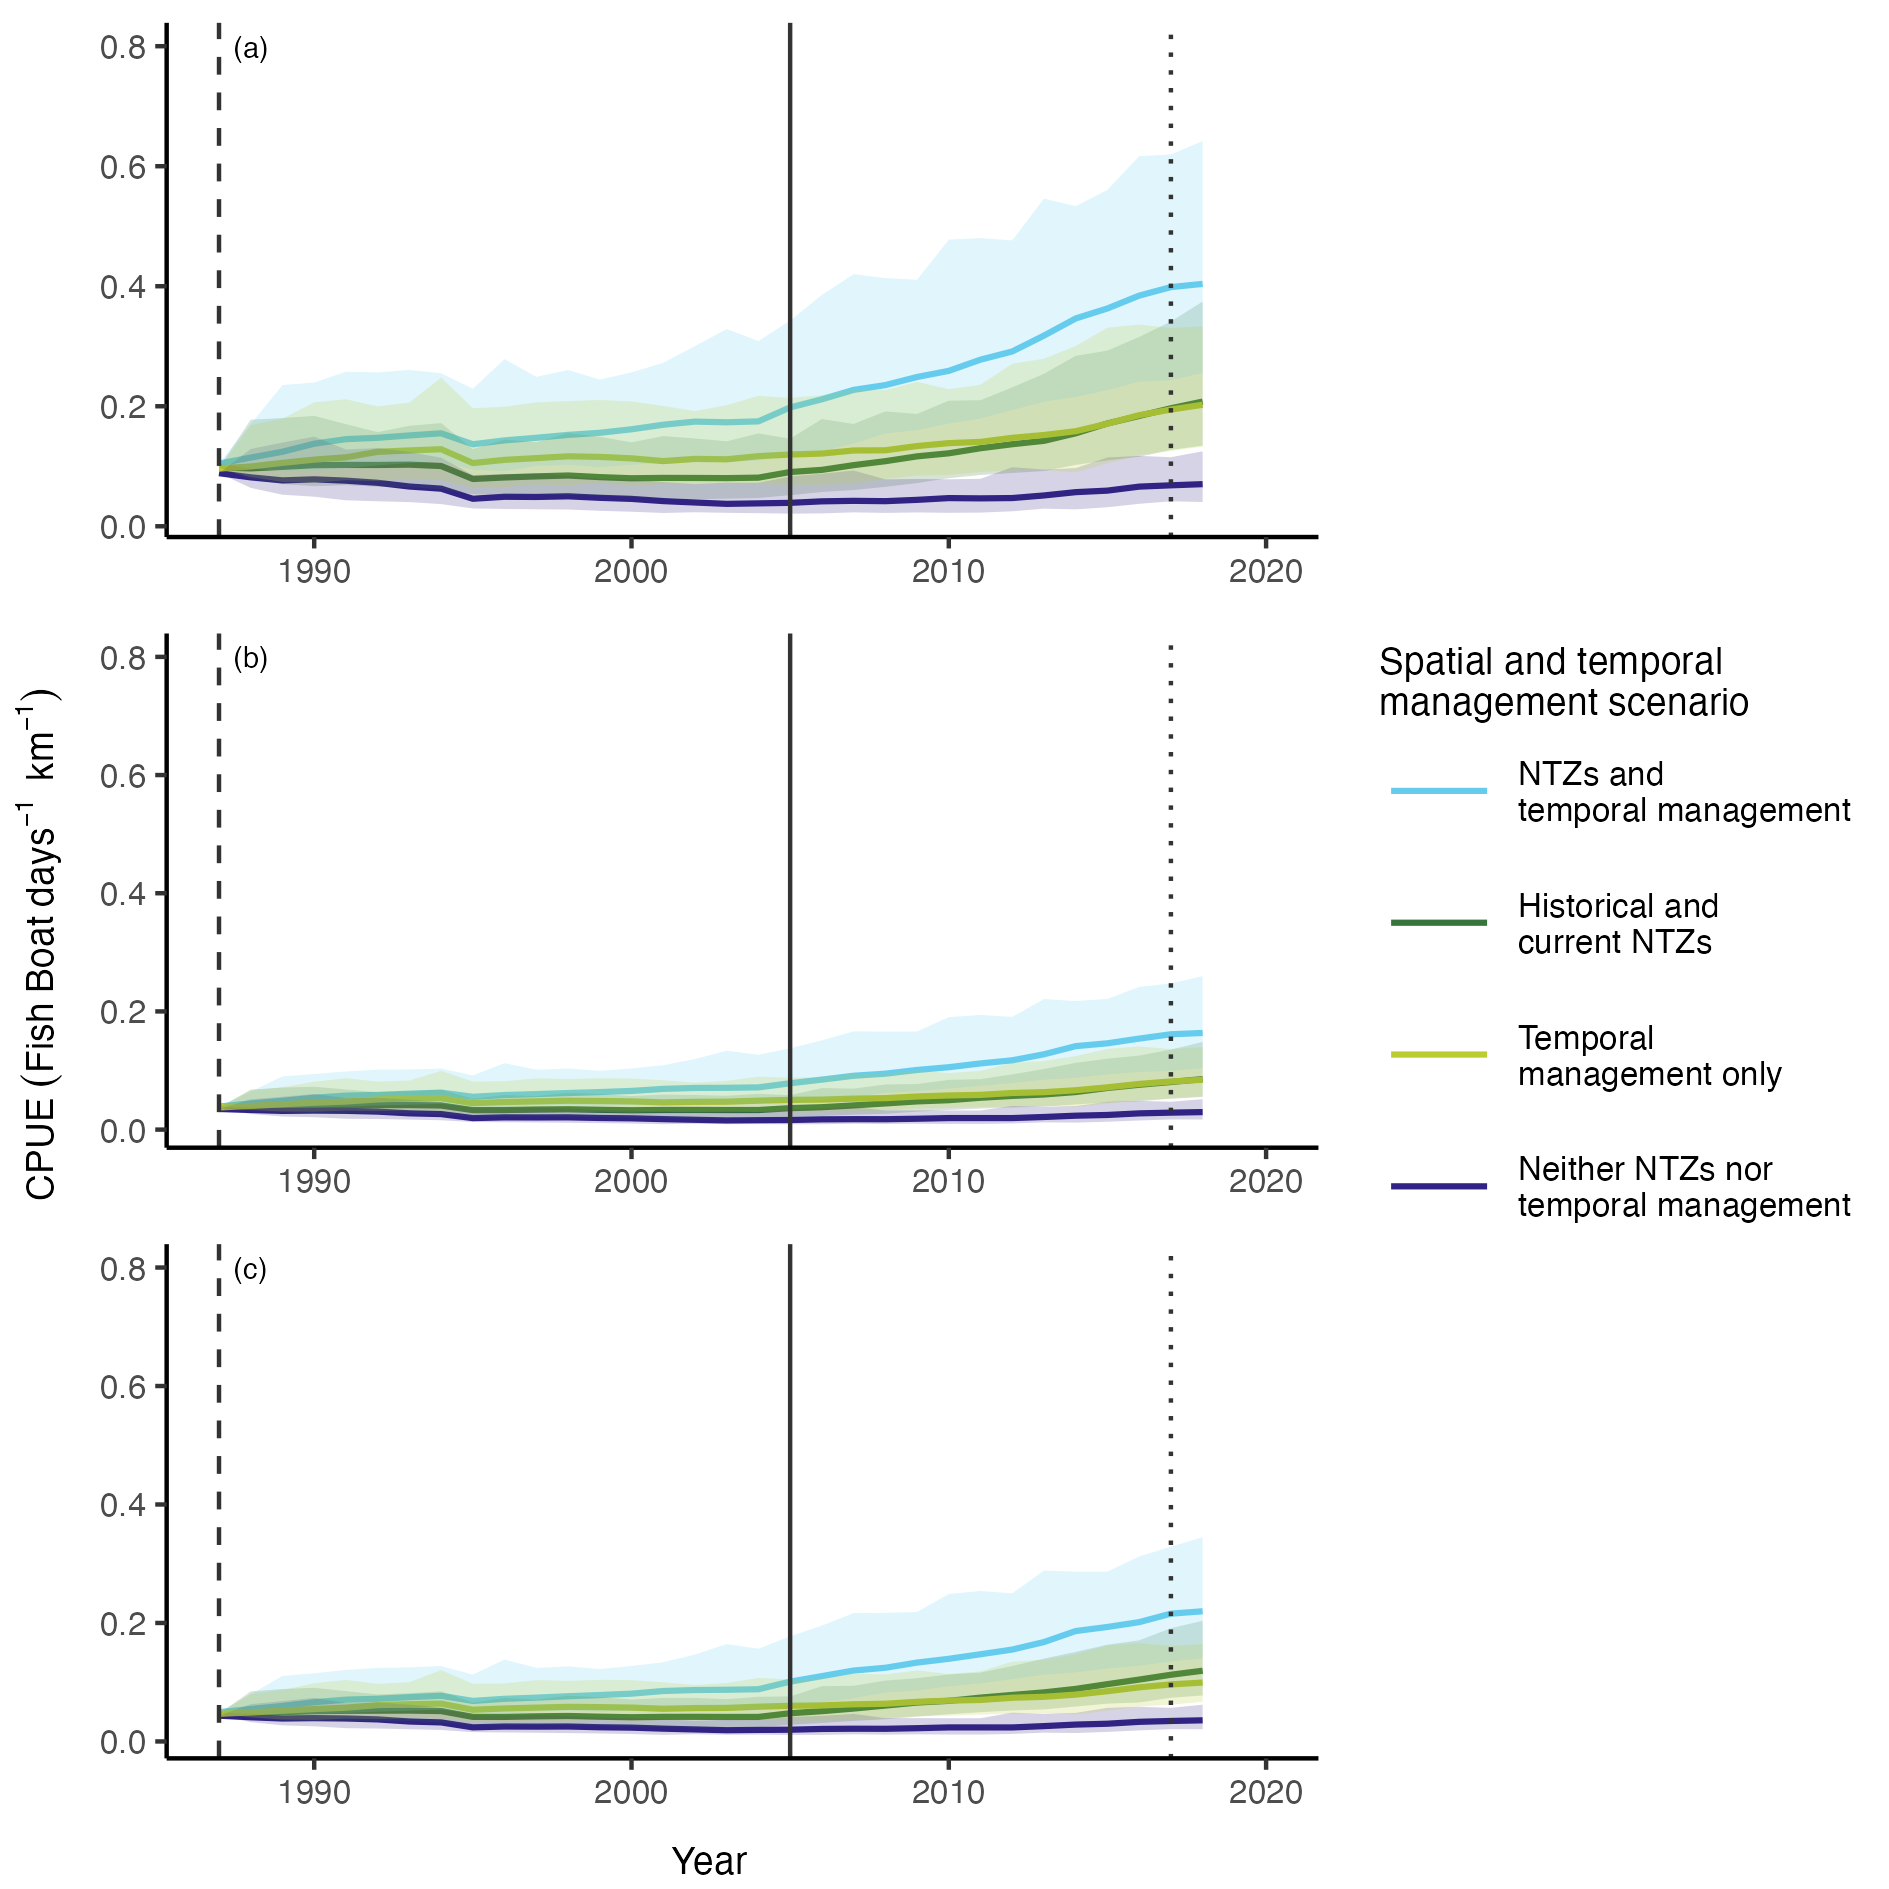 CPUE (Fish Boat days⁻¹ km⁻¹)
(a)
0.8
0.6
0.4
0.2
0.0
1990 2000 2010 2020
(b)
0.8
0.6
0.4
0.2
0.0
1990 2000 2010 2020
(c)
0.8
0.6
0.4
0.2
0.0
1990 2000 2010 2020
Year
Spatial and temporal
management scenario
NTZs and
temporal management
Historical and
current NTZs
Temporal
management only
Neither NTZs nor
temporal management